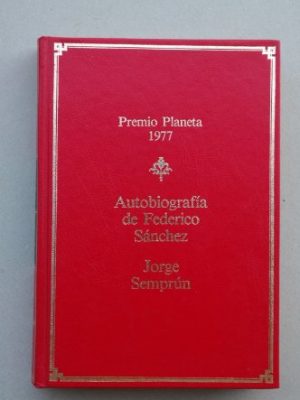 Premio Planeta
1977
Autobiografía
de Federico
Sánchez
Jorge
Semprún